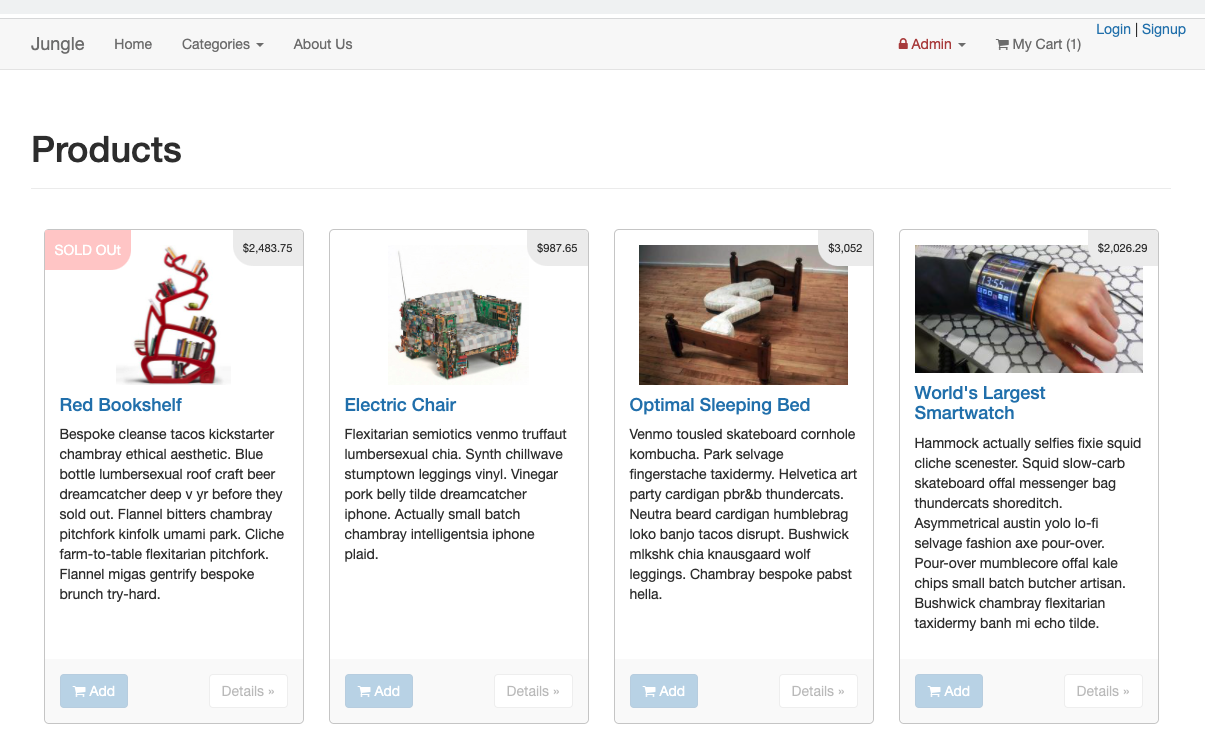 Login | Signup
Jungle Home Categories About Us Admin My Cart (1)
Products
SOLD OUt $2,483.75
Red Bookshelf
Bespoke cleanse tacos kickstarter
chambray ethical aesthetic. Blue
bottle lumbersexual roof craft beer
dreamcatcher deep v yr before they
sold out. Flannel bitters chambray
pitchfork kinfolk umami park. Cliche
farm-to-table flexitarian pitchfork.
Flannel migas gentrify bespoke
brunch try-hard.
Add Details »
$987.65
Electric Chair
Flexitarian semiotics venmo truffaut
lumbersexual chia. Synth chillwave
stumptown leggings vinyl. Vinegar
pork belly tilde dreamcatcher
iphone. Actually small batch
chambray intelligentsia iphone
plaid.
Add Details »
$3,052
Optimal Sleeping Bed
Venmo tousled skateboard cornhole
kombucha. Park selvage
fingerstache taxidermy. Helvetica art
party cardigan pbr&b thundercats.
Neutra beard cardigan humblebrag
loko banjo tacos disrupt. Bushwick
mlkshk chia knausgaard wolf
leggings. Chambray bespoke pabst
hella.
Add Details »
$2,026.29
13:55
World's Largest
Smartwatch
Hammock actually selfies fixie squid
cliche scenester. Squid slow-carb
skateboard offal messenger bag
thundercats shoreditch.
Asymmetrical austin yolo lo-fi
selvage fashion axe pour-over.
Pour-over mumblecore offal kale
chips small batch butcher artisan.
Bushwick chambray flexitarian
taxidermy banh mi echo tilde.
Add Details »